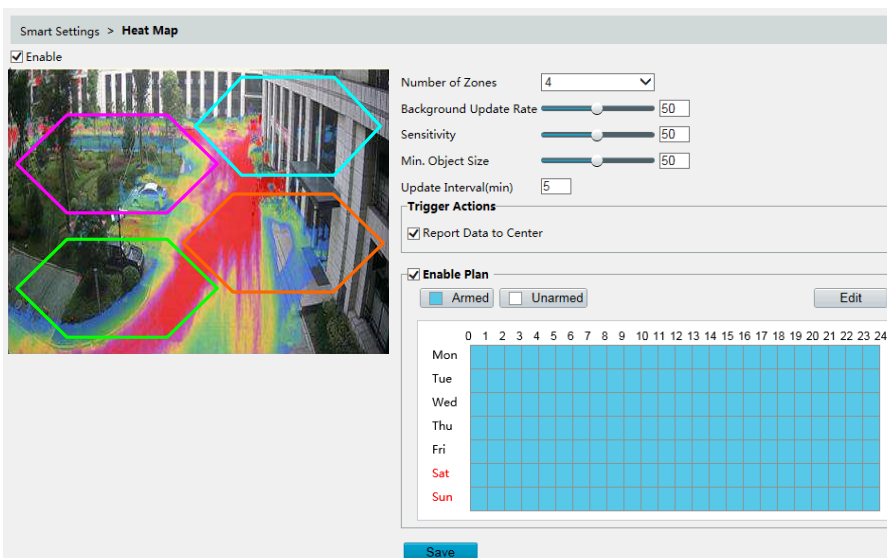 Smart Settings > Heat Map
Enable
Number of Zones 4
Background Update Rate 50
Sensitivity 50
Min. Object Size 50
Update Interval(min) 5
Trigger Actions
Report Data to Center
Enable Plan
Armed Unarmed Edit
0 1 2 3 4 5 6 7 8 9 10 11 12 13 14 15 16 17 18 19 20 21 22 23 24
Mon
Tue
Wed
Thu
Fri
Sat
Sun
Save